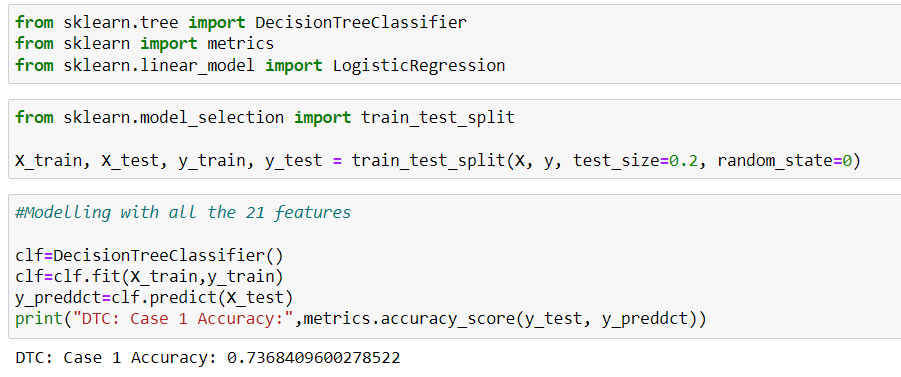 from sklearn.tree import DecisionTreeClassifier
from sklearn import metrics
from sklearn.linear_model import LogisticRegression
from sklearn.model_selection import train_test_split
X_train, X_test, y_train, y_test = train_test_split(X, y, test_size=0.2, random_state=0)
#Modelling with all the 21 features
clf=DecisionTreeClassifier()
clf=clf.fit(X_train,y_train)
y_preddct=clf.predict(X_test)
print("DTC: Case 1 Accuracy:",metrics.accuracy_score(y_test, y_preddct))
DTC: Case 1 Accuracy: 0.7368409600278522